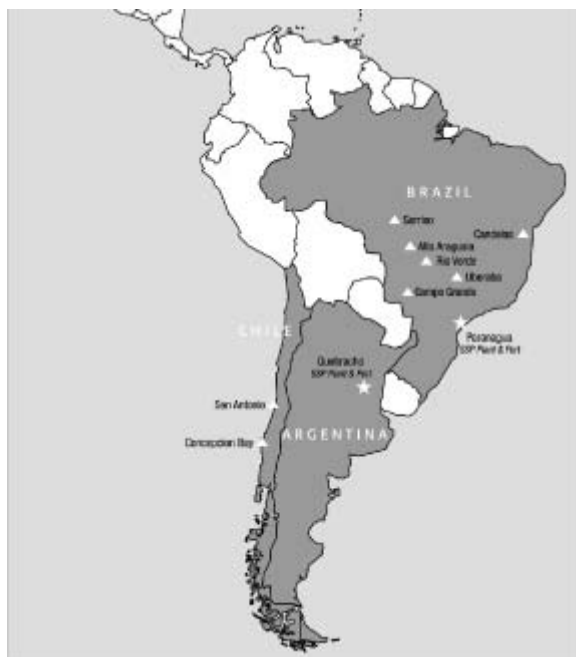 BRAZIL
Sorriso
Candeias
Alto Araguaia
Rio Verde
Uberaba
Campo Grande
CHILE
Paranagua
SSP Plant & Port
Quebracho
SSP Plant & Port
San Antonio
ARGENTINA
Concepcion Bay